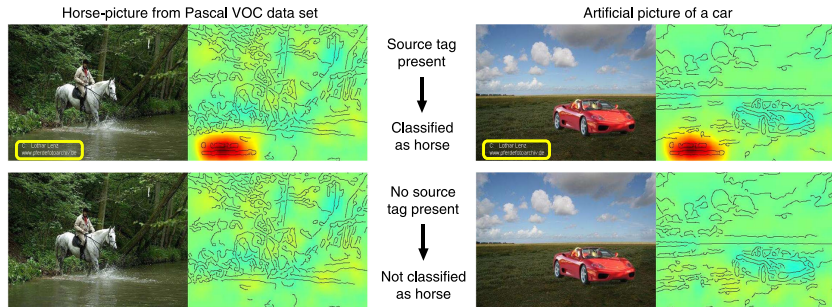 Horse-picture from Pascal VOC data set
Artificial picture of a car
Source tag
present
Classified
as horse
C Lothar Lenz
www.pferdefotoarchiv.de
C Lothar Lenz
www.pferdefotoarchiv.de
No source
tag present
Not classified
as horse